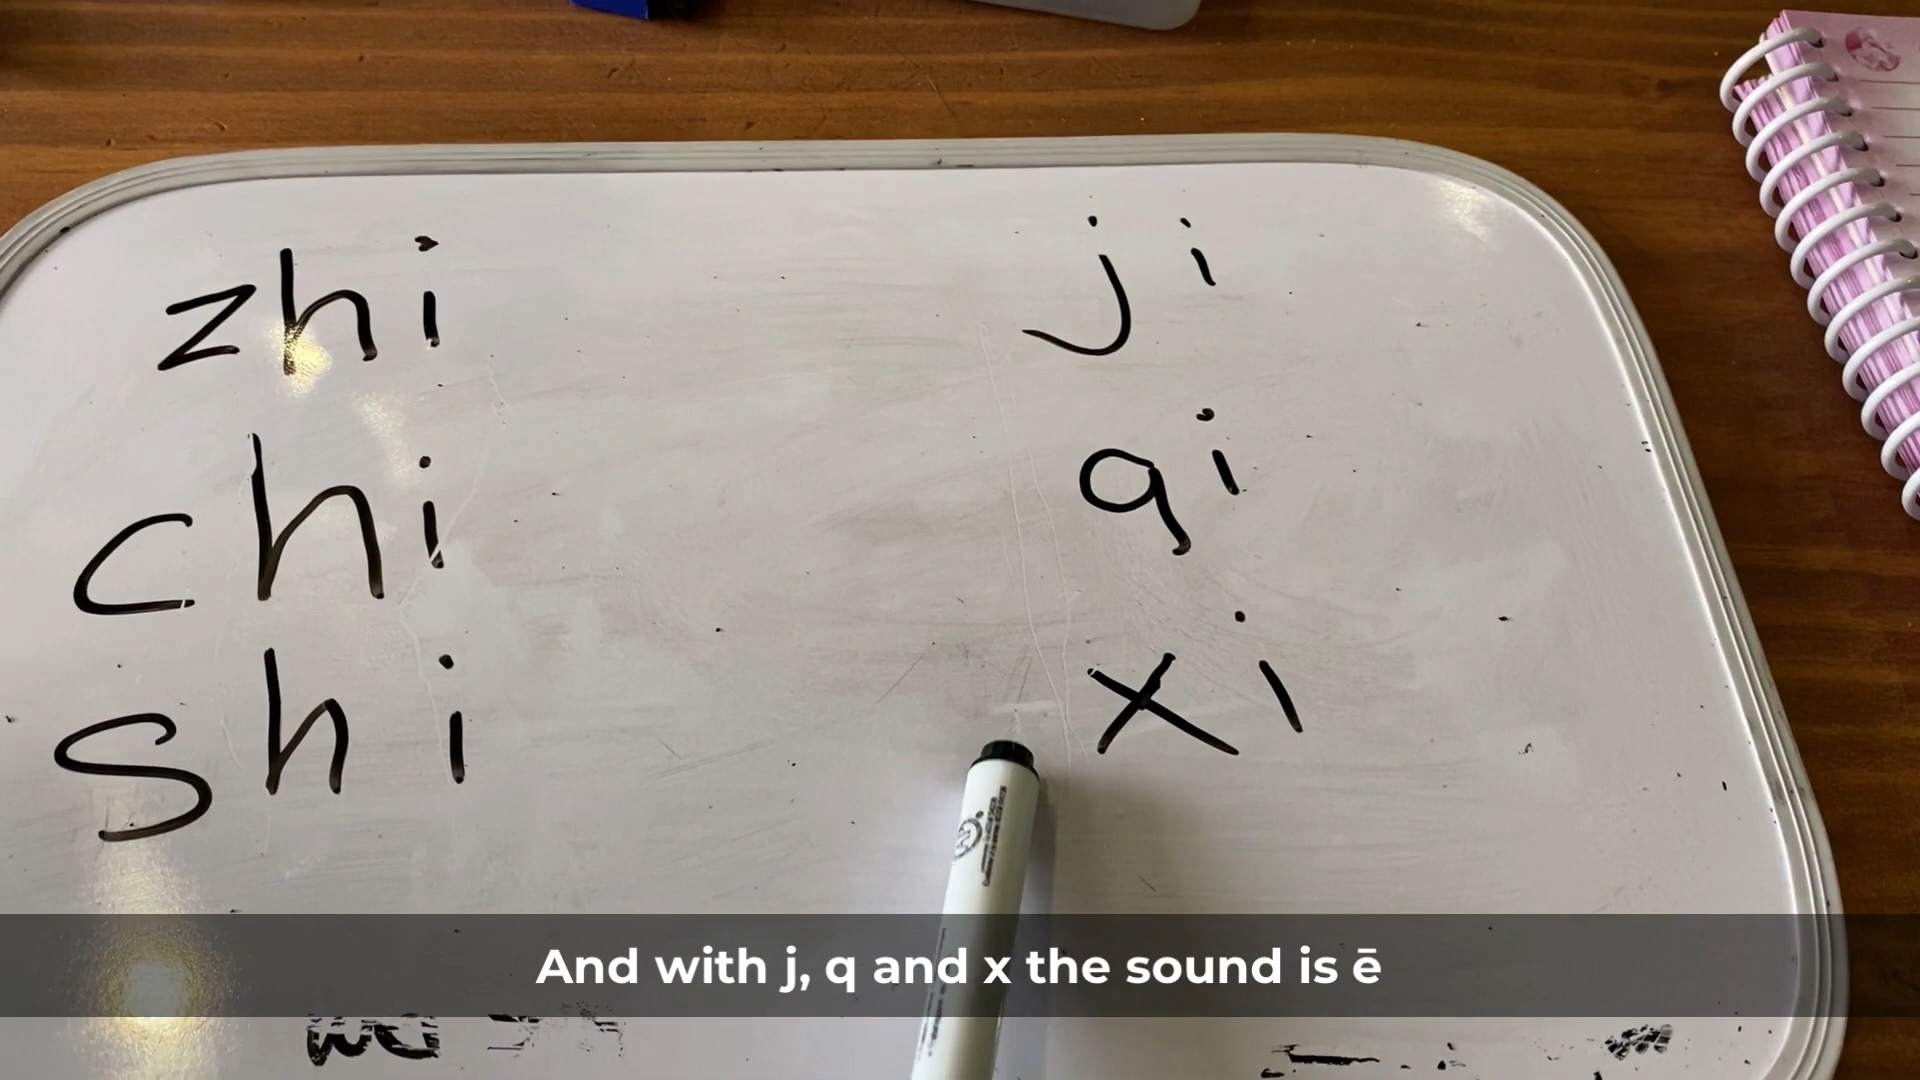 zhi ji
chi qi
shi xi
And with j, q and x the sound is ē